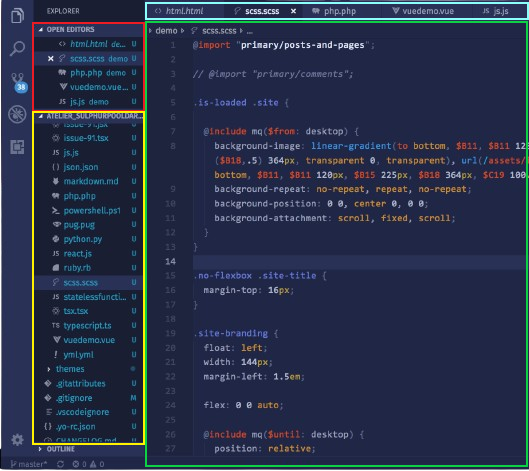 EXPLORER
OPEN EDITORS
html.html de... U
scss.scss demo U
php.php demo U
vuedemo.vue... U
JS js.js demo U
38
ATELIER_SULPHURPOOLDAR...
issue-91.jsx U
issue-91.tsx U
JS js.js U
json.json U
markdown.md U
php.php U
powershell.ps1 U
pug.pug U
python.py U
react.js U
ruby.rb U
scss.scss U
statelessfuncti... U
TS tsx.tsx U
TS typescript.ts U
vuedemo.vue U
yml.yml U
themes
.gitattributes U
.gitignore M
.vscodeignore U
{} .yo-rc.json U
CHANGELOG.md
OUTLINE
master*
0 0
<> html.html
scss.scss ×
php.php
vuedemo.vue
JS js.js
demo › scss.scss › ...
1 @import "primary/posts-and-pages";
2
3 // @import "primary/comments";
4
5 .is-loaded .site {
6
7 @include mq($from: desktop) {
8 background-image: linear-gradient(to bottom, $B11, $B11 12
($B18,.5) 364px, transparent 0, transparent), url(/assets/
bottom, $B11, $B11 120px, $B15 225px, $B18 364px, $C19 100
9 background-repeat: no-repeat, repeat, no-repeat;
10 background-position: 0 0, center 0, 0 0;
11 background-attachment: scroll, fixed, scroll;
12 }
13 }
14
15 .no-flexbox .site-title {
16 margin-top: 16px;
17 }
18
19 .site-branding {
20 float: left;
21 width: 144px;
22 margin-left: 1.5em;
23
24 flex: 0 0 auto;
25
26 @include mq($until: desktop) {
27 position: relative;